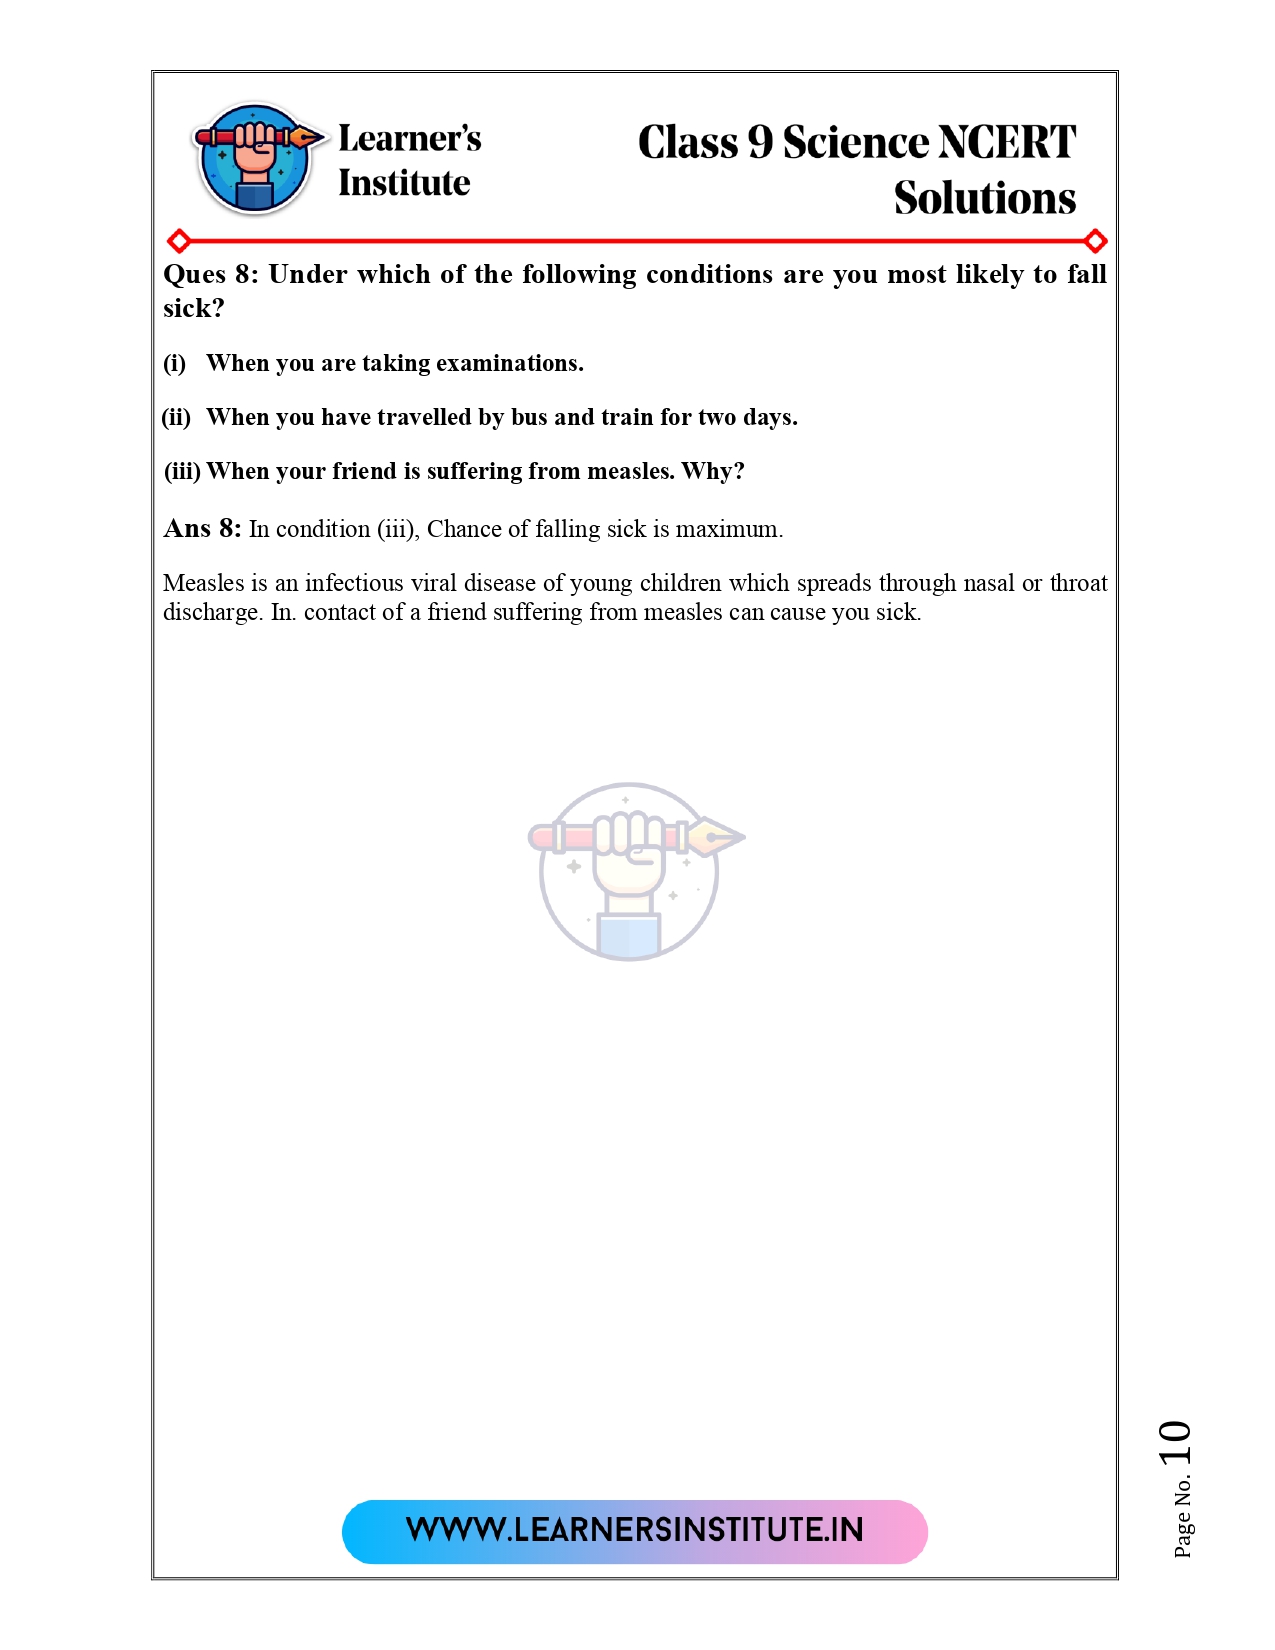 Learner's
Institute
Class 9 Science NCERT
Solutions
Ques 8: Under which of the following conditions are you most likely to fall
sick?
(i) When you are taking examinations.
(ii) When you have travelled by bus and train for two days.
(iii) When your friend is suffering from measles. Why?
Ans 8: In condition (iii), Chance of falling sick is maximum.
Measles is an infectious viral disease of young children which spreads through nasal or throat
discharge. In. contact of a friend suffering from measles can cause you sick.
Page No. 10
WWW.LEARNERSINSTITUTE.IN